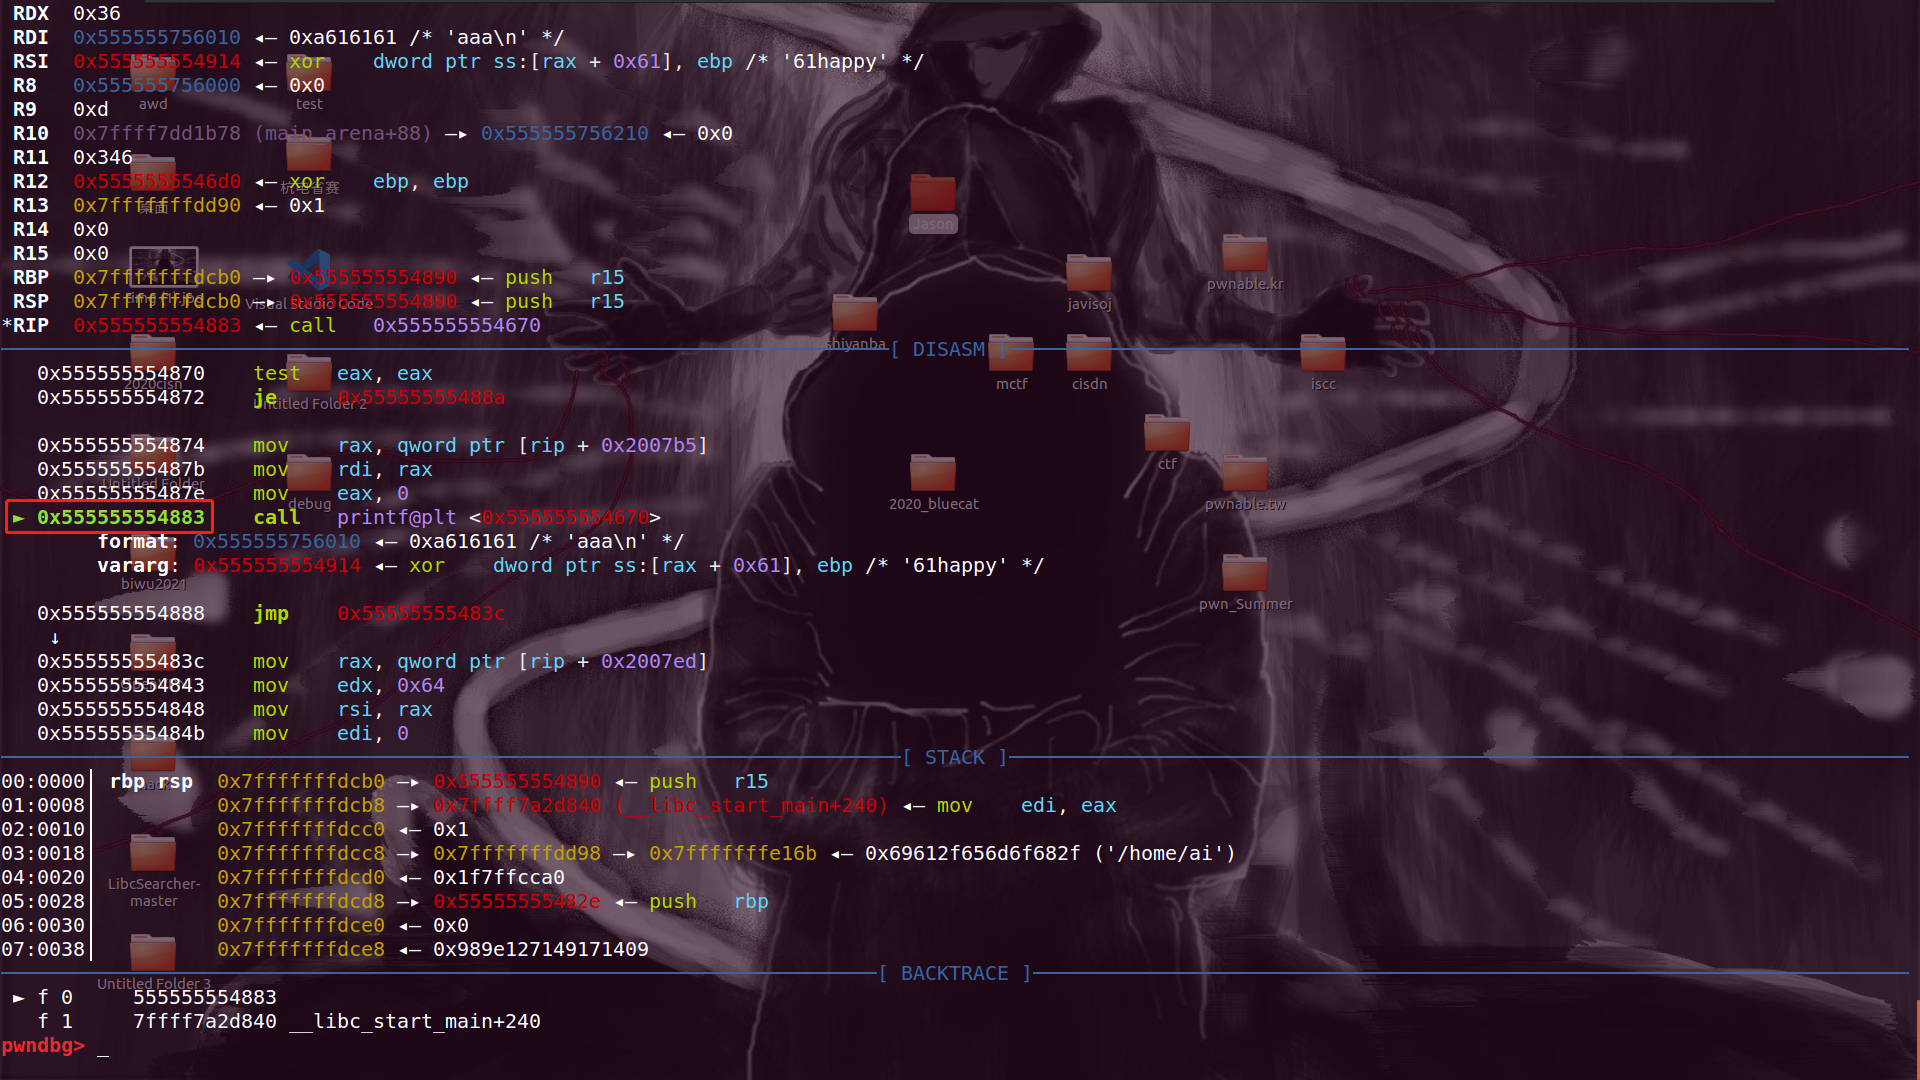 RDX  0x36
RDI  0x555555756010 ◂— 0xa616161 /* 'aaa\n' */
RSI  0x555555554914 ◂— xor    dword ptr ss:[rax + 0x61], ebp /* '61happy' */
R8   0x555555756000 ◂— 0x0
R9   0xd
R10  0x7ffff7dd1b78 (main_arena+88) —▸ 0x555555756210 ◂— 0x0
R11  0x346
R12  0x5555555546d0 ◂— xor    ebp, ebp
R13  0x7fffffffdd90 ◂— 0x1
R14  0x0
R15  0x0
RBP  0x7fffffffdcb0 —▸ 0x555555554890 ◂— push   r15
RSP  0x7fffffffdcb0 —▸ 0x555555554890 ◂— push   r15
*RIP  0x555555554883 ◂— call   0x555555554670
[ DISASM ]
0x555555554870    test   eax, eax
0x555555554872    je     0x55555555488a
0x555555554874    mov    rax, qword ptr [rip + 0x2007b5]
0x55555555487b    mov    rdi, rax
0x55555555487e    mov    eax, 0
► 0x555555554883    call   printf@plt <0x555555554670>
format: 0x555555756010 ◂— 0xa616161 /* 'aaa\n' */
vararg: 0x555555554914 ◂— xor    dword ptr ss:[rax + 0x61], ebp /* '61happy' */
0x555555554888    jmp    0x55555555483c
↓
0x55555555483c    mov    rax, qword ptr [rip + 0x2007ed]
0x555555554843    mov    edx, 0x64
0x555555554848    mov    rsi, rax
0x55555555484b    mov    edi, 0
[ STACK ]
00:0000│ rbp rsp  0x7fffffffdcb0 —▸ 0x555555554890 ◂— push   r15
01:0008│          0x7fffffffdcb8 —▸ 0x7ffff7a2d840 (__libc_start_main+240) ◂— mov    edi, eax
02:0010│          0x7fffffffdcc0 ◂— 0x1
03:0018│          0x7fffffffdcc8 —▸ 0x7fffffffdd98 —▸ 0x7fffffffe16b ◂— 0x69612f656d6f682f ('/home/ai')
04:0020│          0x7fffffffdcd0 ◂— 0x1f7ffcca0
05:0028│          0x7fffffffdcd8 —▸ 0x55555555482e ◂— push   rbp
06:0030│          0x7fffffffdce0 ◂— 0x0
07:0038│          0x7fffffffdce8 ◂— 0x989e127149171409
[ BACKTRACE ]
► f 0     555555554883
f 1     7ffff7a2d840 __libc_start_main+240
pwndbg> _
awd
test
杭电省赛
桌面
Visual Studio Code
2020cisn
Untitled Folder 2
Untitled Folder
debug
biwu2021
LibcSearcher-
master
Untitled Folder 3
Jason
shiyanba
javisoj
pwnable.kr
mctf
cisdn
iscc
ctf
2020_bluecat
pwnable.tw
pwn_Summer